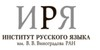 ИРЯ
ИНСТИТУТ РУССКОГО ЯЗЫКА
им. В. В. Виноградова РАН